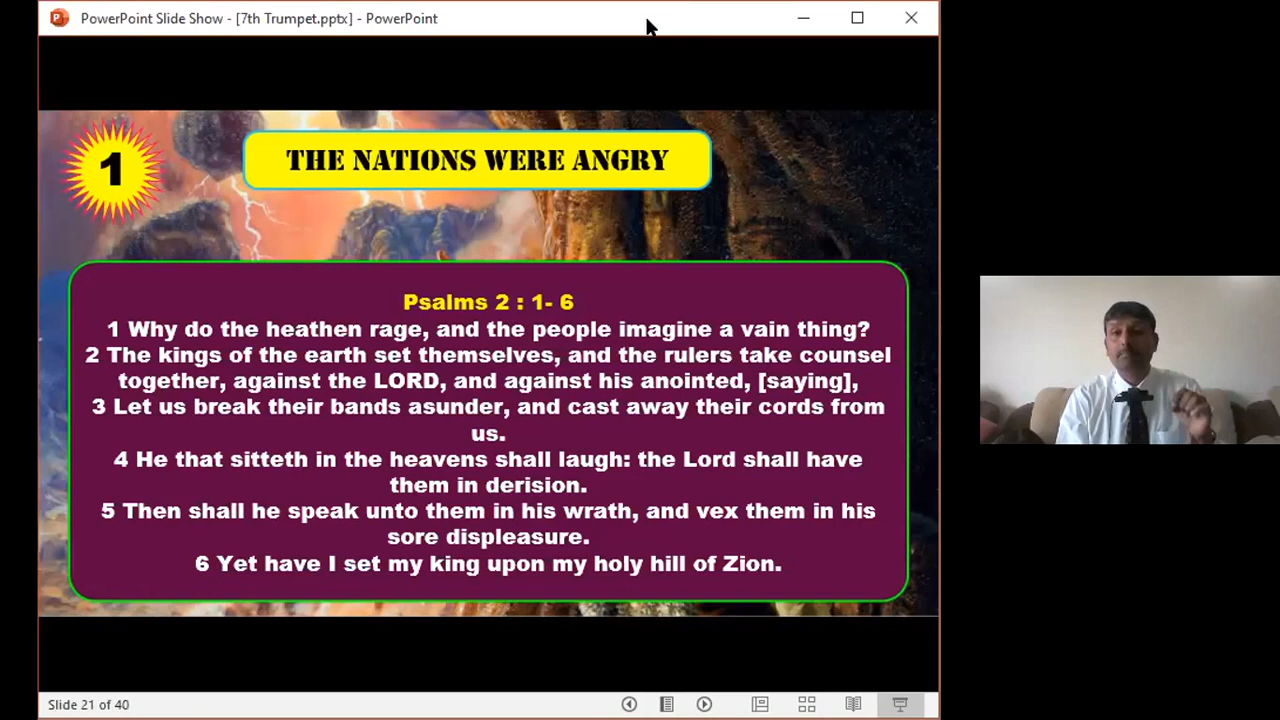 PowerPoint Slide Show - [7th Trumpet.pptx] - PowerPoint
1
THE NATIONS WERE ANGRY
Psalms 2 : 1- 6
1 Why do the heathen rage, and the people imagine a vain thing?
2 The kings of the earth set themselves, and the rulers take counsel
together, against the LORD, and against his anointed, [saying],
3 Let us break their bands asunder, and cast away their cords from
us.
4 He that sitteth in the heavens shall laugh: the Lord shall have
them in derision.
5 Then shall he speak unto them in his wrath, and vex them in his
sore displeasure.
6 Yet have I set my king upon my holy hill of Zion.
Slide 21 of 40